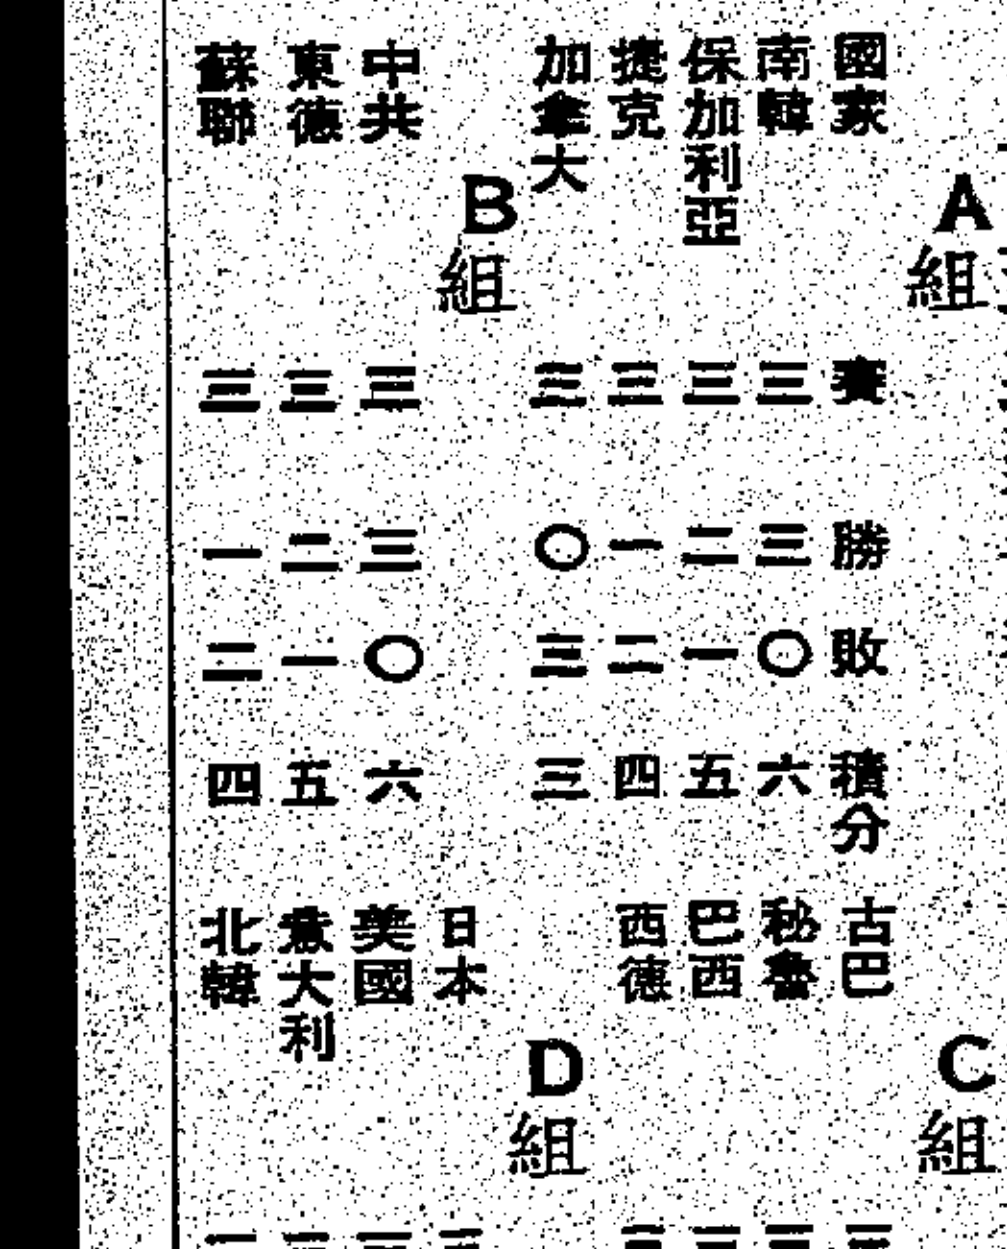 A組
國家 賽 勝 敗 積分
南韓 三 三 〇 六
保加利亞 三 二 一 五
捷克 三 一 二 四
加拿大 三 〇 三 三
B組
中共 三 三 〇 六
東德 三 二 一 五
蘇聯 三 一 二 四
C組
古巴
秘魯
巴西
西德
D組
日本
美國
意大利
北韓